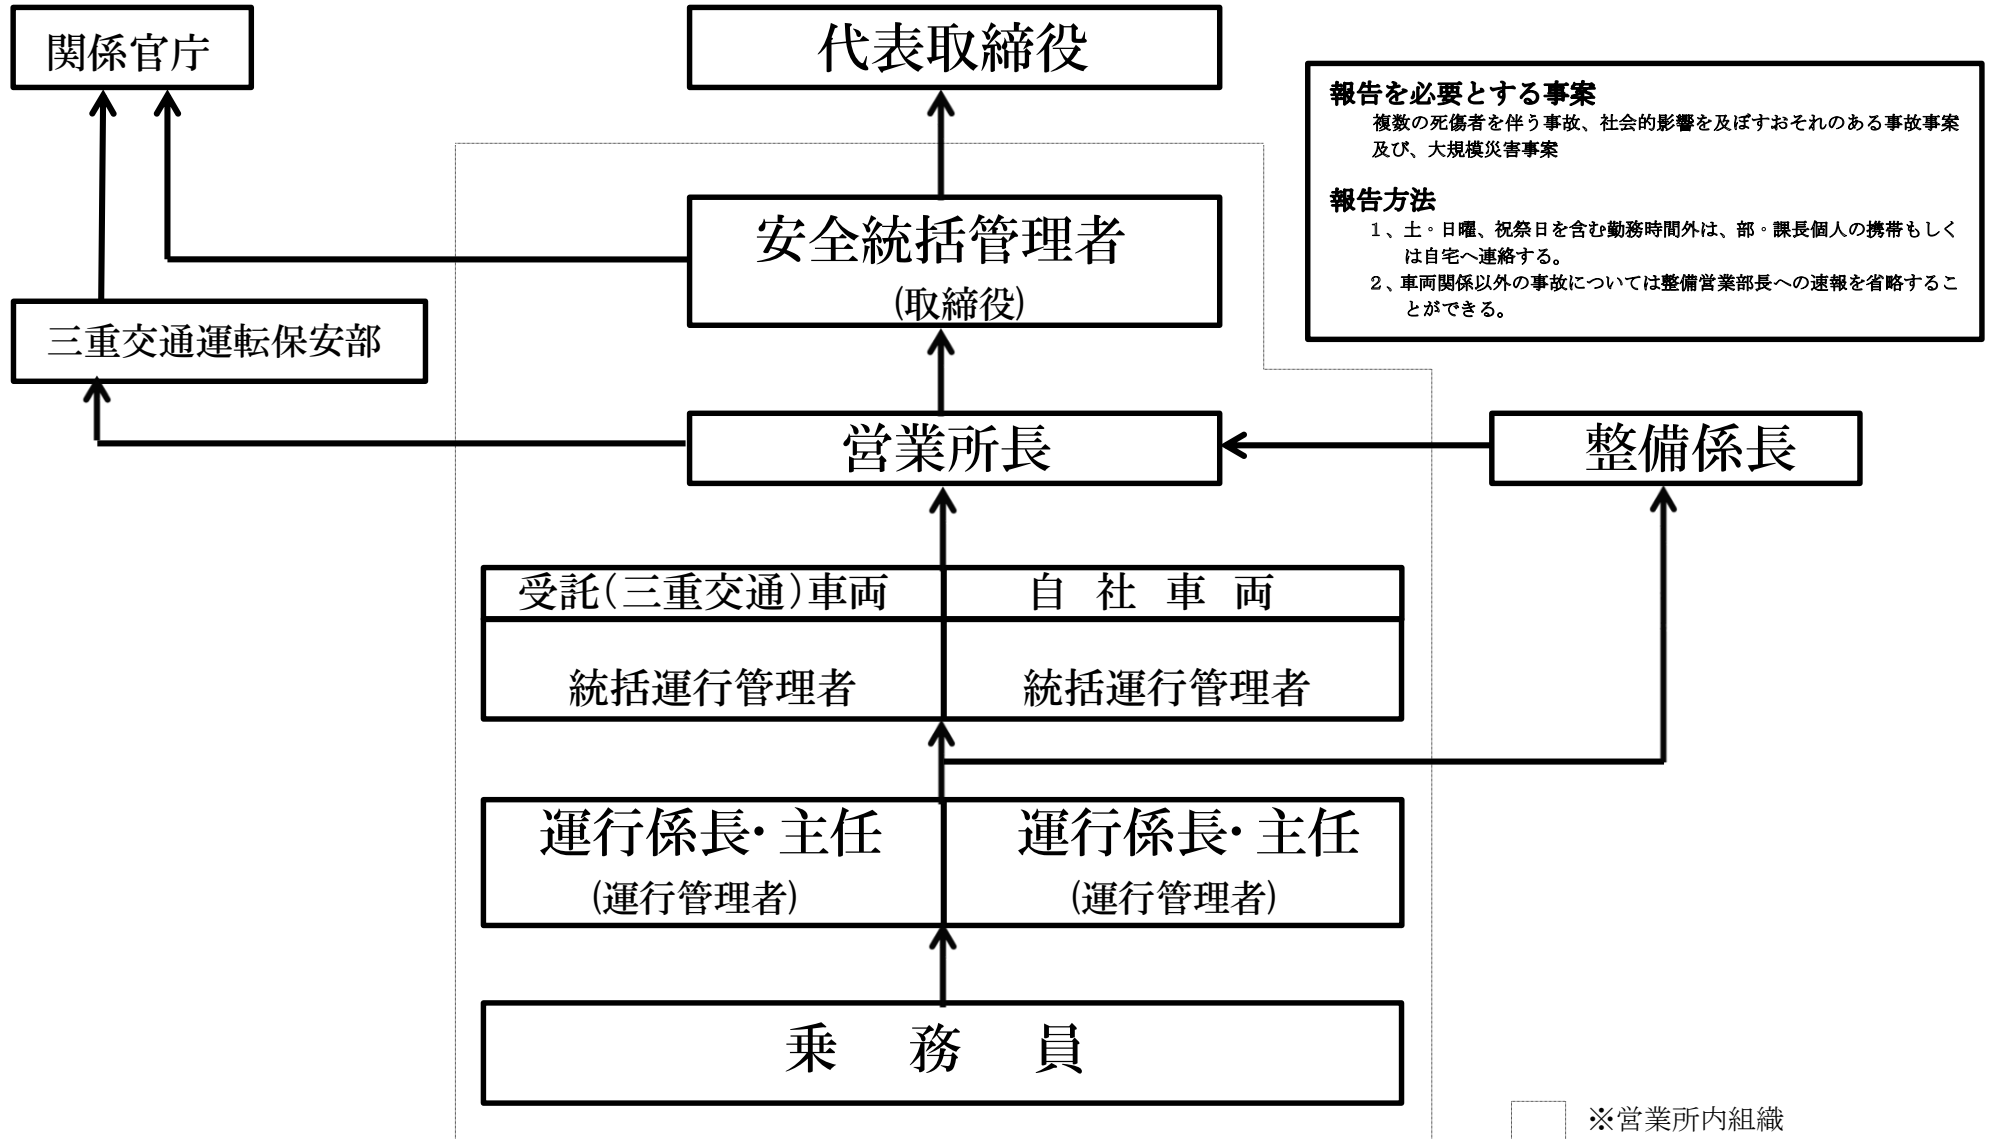 関係官庁
代表取締役
報告を必要とする事案
複数の死傷者を伴う事故、社会的影響を及ぼすおそれのある事故事案
及び、大規模災害事案
報告方法
１、土・日曜、祝祭日を含む勤務時間外は、部・課長個人の携帯もしく
は自宅へ連絡する。
２、車両関係以外の事故については整備営業部長への速報を省略するこ
とができる。
安全統括管理者
(取締役)
三重交通運転保安部
営業所長
整備係長
受託(三重交通)車両
自 社 車 両
統括運行管理者
統括運行管理者
運行係長・主任
(運行管理者)
運行係長・主任
(運行管理者)
乗 務 員
※営業所内組織